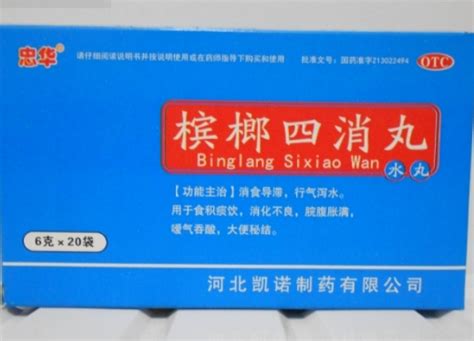 忠华
请仔细阅读说明书并按说明使用或在药师指导下购买和使用
批准文号：国药准字Z13022494
OTC
槟榔四消丸
Binglang Sixiao Wan
水丸
【功能主治】消食导滞，行气泻水。
用于食积痰饮，消化不良，脘腹胀满，
嗳气吞酸，大便秘结。
6克×20袋
河北凯诺制药有限公司